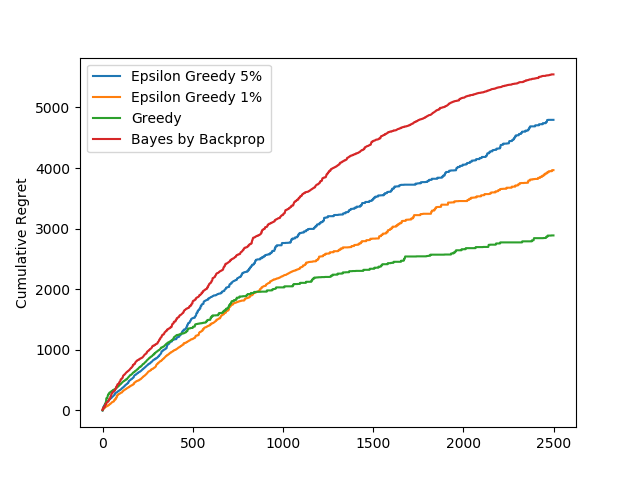 Epsilon Greedy 5%
Epsilon Greedy 1%
Greedy
Bayes by Backprop
Cumulative Regret
5000
4000
3000
2000
1000
0
0 500 1000 1500 2000 2500